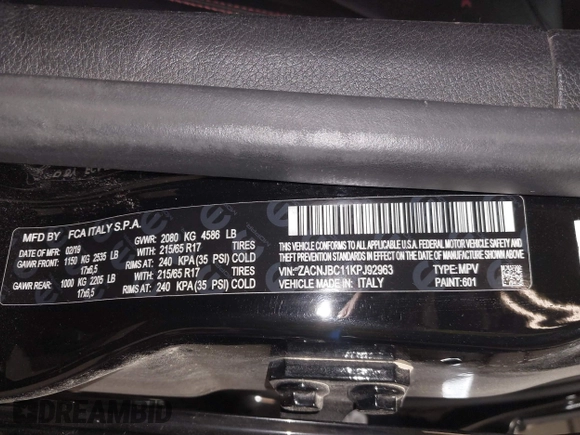 MFD BY FCA ITALY S.P.A.
DATE OF MFR 02/19 GVWR: 2080 KG 4586 LB
GAWR FRONT: 1150 KG 2535 LB 215/65 R17 TIRES
17x6,5 RIMS AT: 240 KPA(35 PSI) COLD
GAWR REAR: 1000 KG 2205 LB 215/65 R17 TIRES
17x6,5 RIMS AT: 240 KPA(35 PSI) COLD
THIS VEHICLE CONFORMS TO ALL APPLICABLE U.S.A. FEDERAL MOTOR VEHICLE SAFETY AND
THEFT PREVENTION STANDARDS IN EFFECT ON THE DATE OF MANUFACTURE SHOWN ABOVE.
VIN: ZACNJBC11KPJ92963 TYPE: MPV
VEHICLE MADE IN: ITALY PAINT: 601
DREAMBID